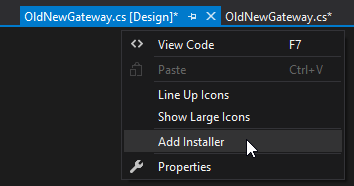 OldNewGateway.cs [Design]* OldNewGateway.cs*
View Code F7
Paste Ctrl+V
Line Up Icons
Show Large Icons
Add Installer
Properties